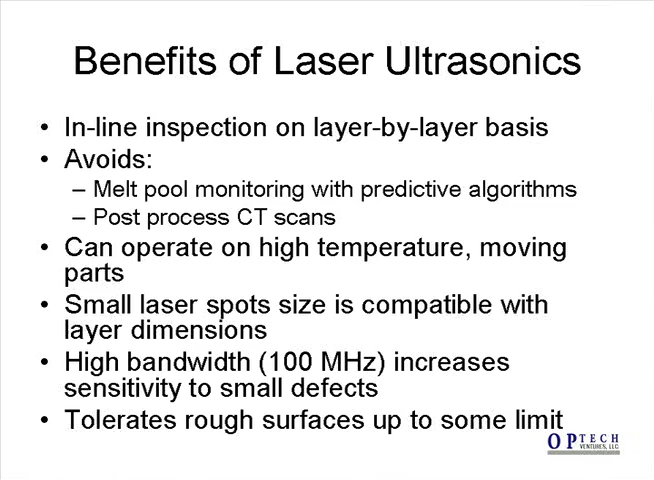 Benefits of Laser Ultrasonics
• In-line inspection on layer-by-layer basis
• Avoids:
– Melt pool monitoring with predictive algorithms
– Post process CT scans
• Can operate on high temperature, moving
parts
• Small laser spots size is compatible with
layer dimensions
• High bandwidth (100 MHz) increases
sensitivity to small defects
• Tolerates rough surfaces up to some limit
OPTECH
VENTURES, LLC